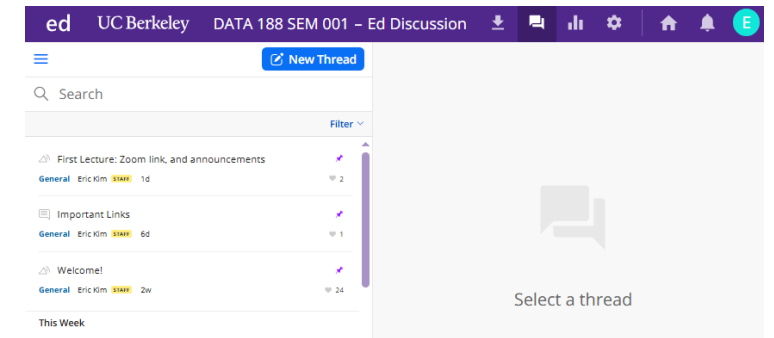 ed UC Berkeley DATA 188 SEM 001 – Ed Discussion E
New Thread
Search
Filter
First Lecture: Zoom link, and announcements
General Eric Kim STAFF 1d 2
Important Links
General Eric Kim STAFF 6d 1
Welcome!
General Eric Kim STAFF 2w 24
This Week
Select a thread